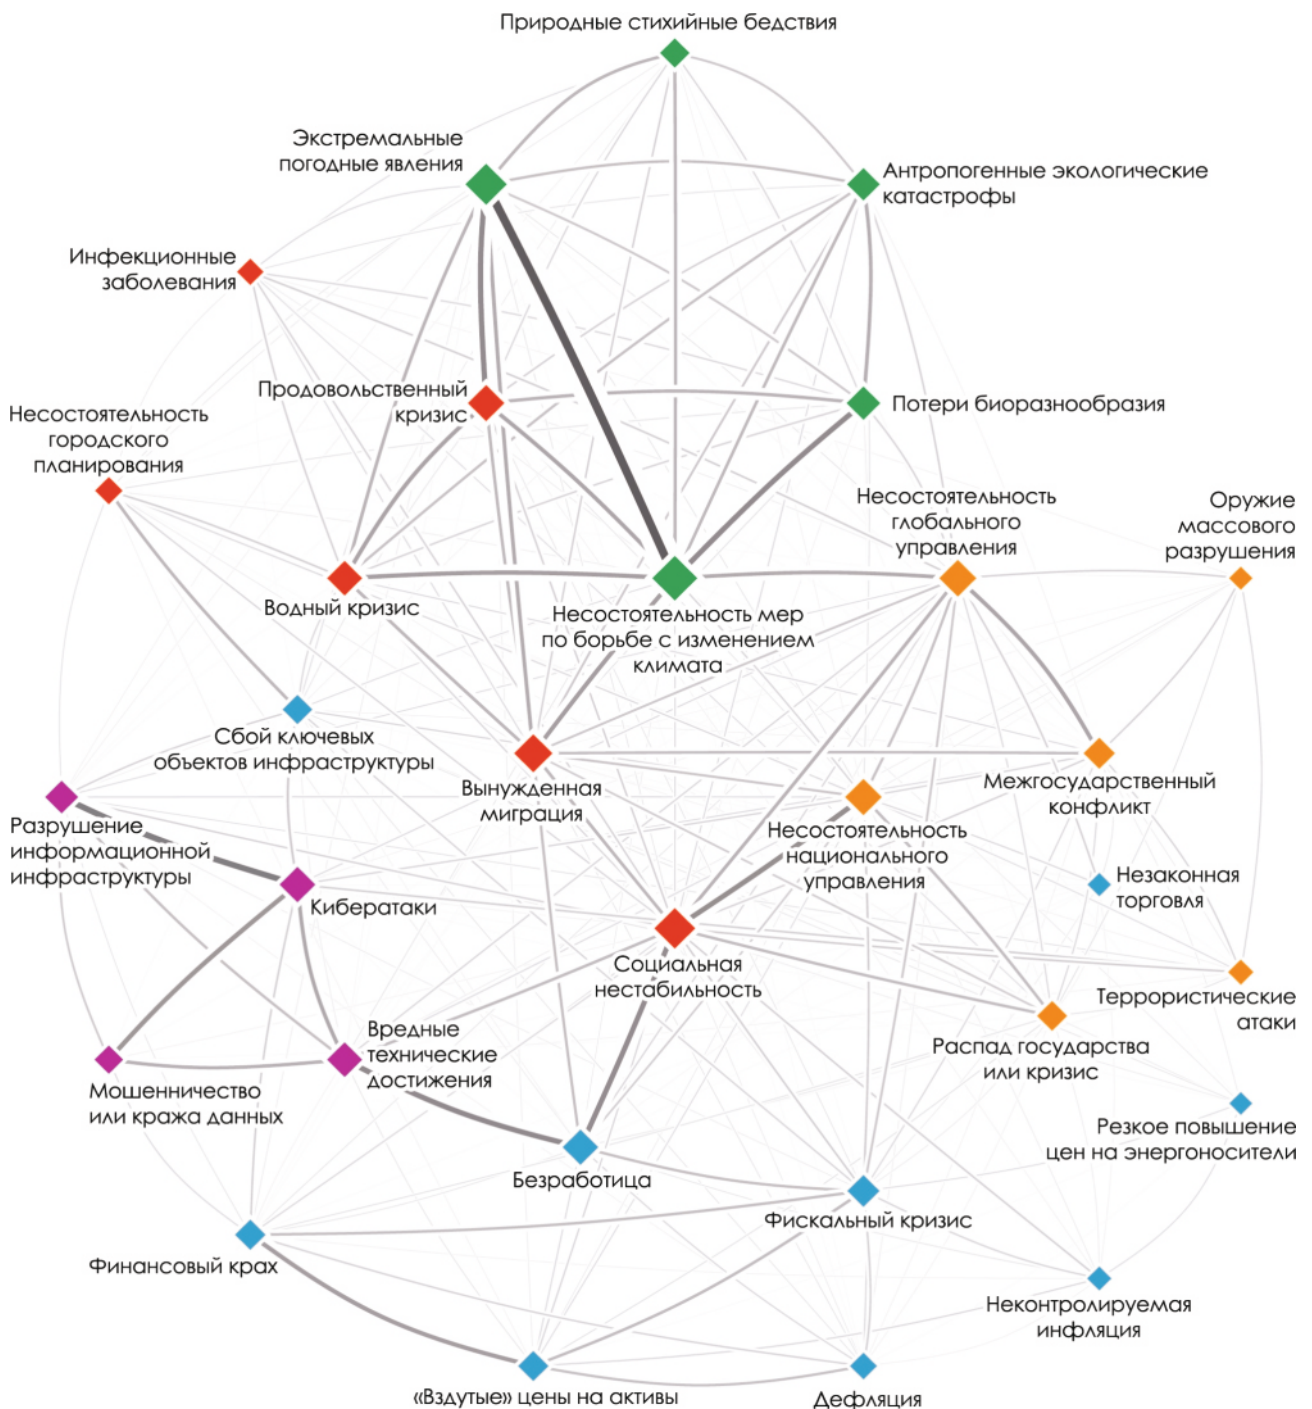 Природные стихийные бедствия
Экстремальные
погодные явления
Антропогенные экологические
катастрофы
Инфекционные
заболевания
Продовольственный
кризис
Потери биоразнообразия
Несостоятельность
городского
планирования
Несостоятельность
глобального
управления
Оружие
массового
разрушения
Водный кризис
Несостоятельность мер
по борьбе с изменением
климата
Сбой ключевых
объектов инфраструктуры
Вынужденная
миграция
Межгосударственный
конфликт
Разрушение
информационной
инфраструктуры
Несостоятельность
национального
управления
Незаконная
торговля
Кибератаки
Социальная
нестабильность
Террористические
атаки
Вредные
технические
достижения
Распад государства
или кризис
Мошенничество
или кража данных
Резкое повышение
цен на энергоносители
Безработица
Фискальный кризис
Финансовый крах
Неконтролируемая
инфляция
«Вздутые» цены на активы
Дефляция